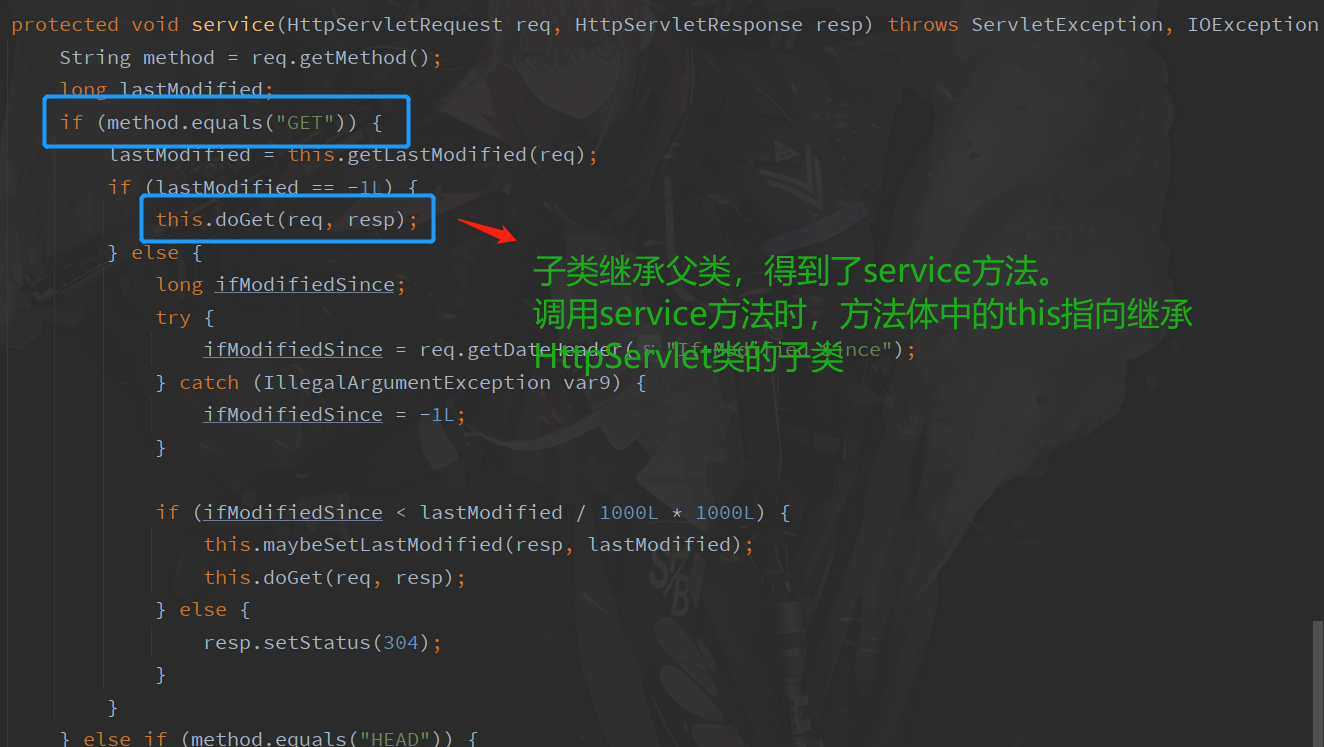 protected void service(HttpServletRequest req, HttpServletResponse resp) throws ServletException, IOException
String method = req.getMethod();
long lastModified;
if (method.equals("GET")) {
lastModified = this.getLastModified(req);
if (lastModified == -1L) {
this.doGet(req, resp);
} else {
子类继承父类，得到了service方法。
long ifModifiedSince;
调用service方法时，方法体中的this指向继承
try {
ifModifiedSince = req.getDateHeader( s: "If-Modified-Since");
HttpServlet类的子类
} catch (IllegalArgumentException var9) {
ifModifiedSince = -1L;
}
if (ifModifiedSince < lastModified / 1000L * 1000L) {
this.maybeSetLastModified(resp, lastModified);
this.doGet(req, resp);
} else {
resp.setStatus(304);
}
}
} else if (method.equals("HEAD")) {